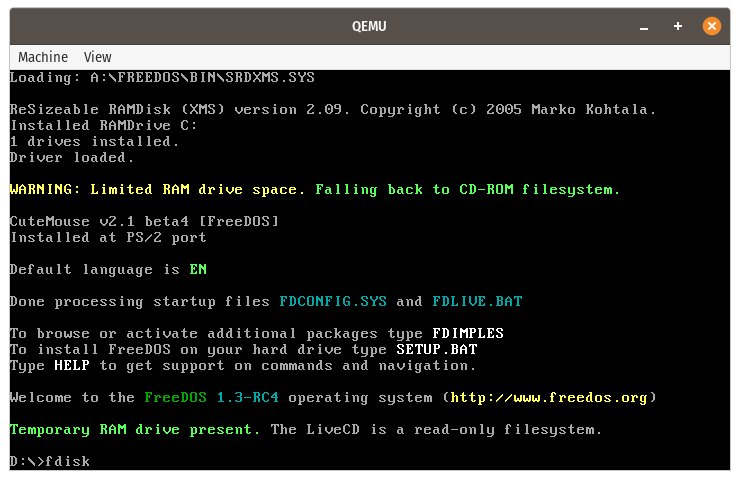 QEMU
Machine View
Loading: A:\FREEDOS\BIN\SRDXMS.SYS
ReSizeable RAMDisk (XMS) version 2.09. Copyright (c) 2005 Marko Kohtala.
Installed RAMDrive C:
1 drives installed.
Driver loaded.
WARNING: Limited RAM drive space. Falling back to CD-ROM filesystem.
CuteMouse v2.1 beta4 [FreeDOS]
Installed at PS/2 port
Default language is EN
Done processing startup files FDCONFIG.SYS and FDLIVE.BAT
To browse or activate additional packages type FDIMPLES
To install FreeDOS on your hard drive type SETUP.BAT
Type HELP to get support on commands and navigation.
Welcome to the FreeDOS 1.3-RC4 operating system (http://www.freedos.org)
Temporary RAM drive present. The LiveCD is a read-only filesystem.
D:\>fdisk